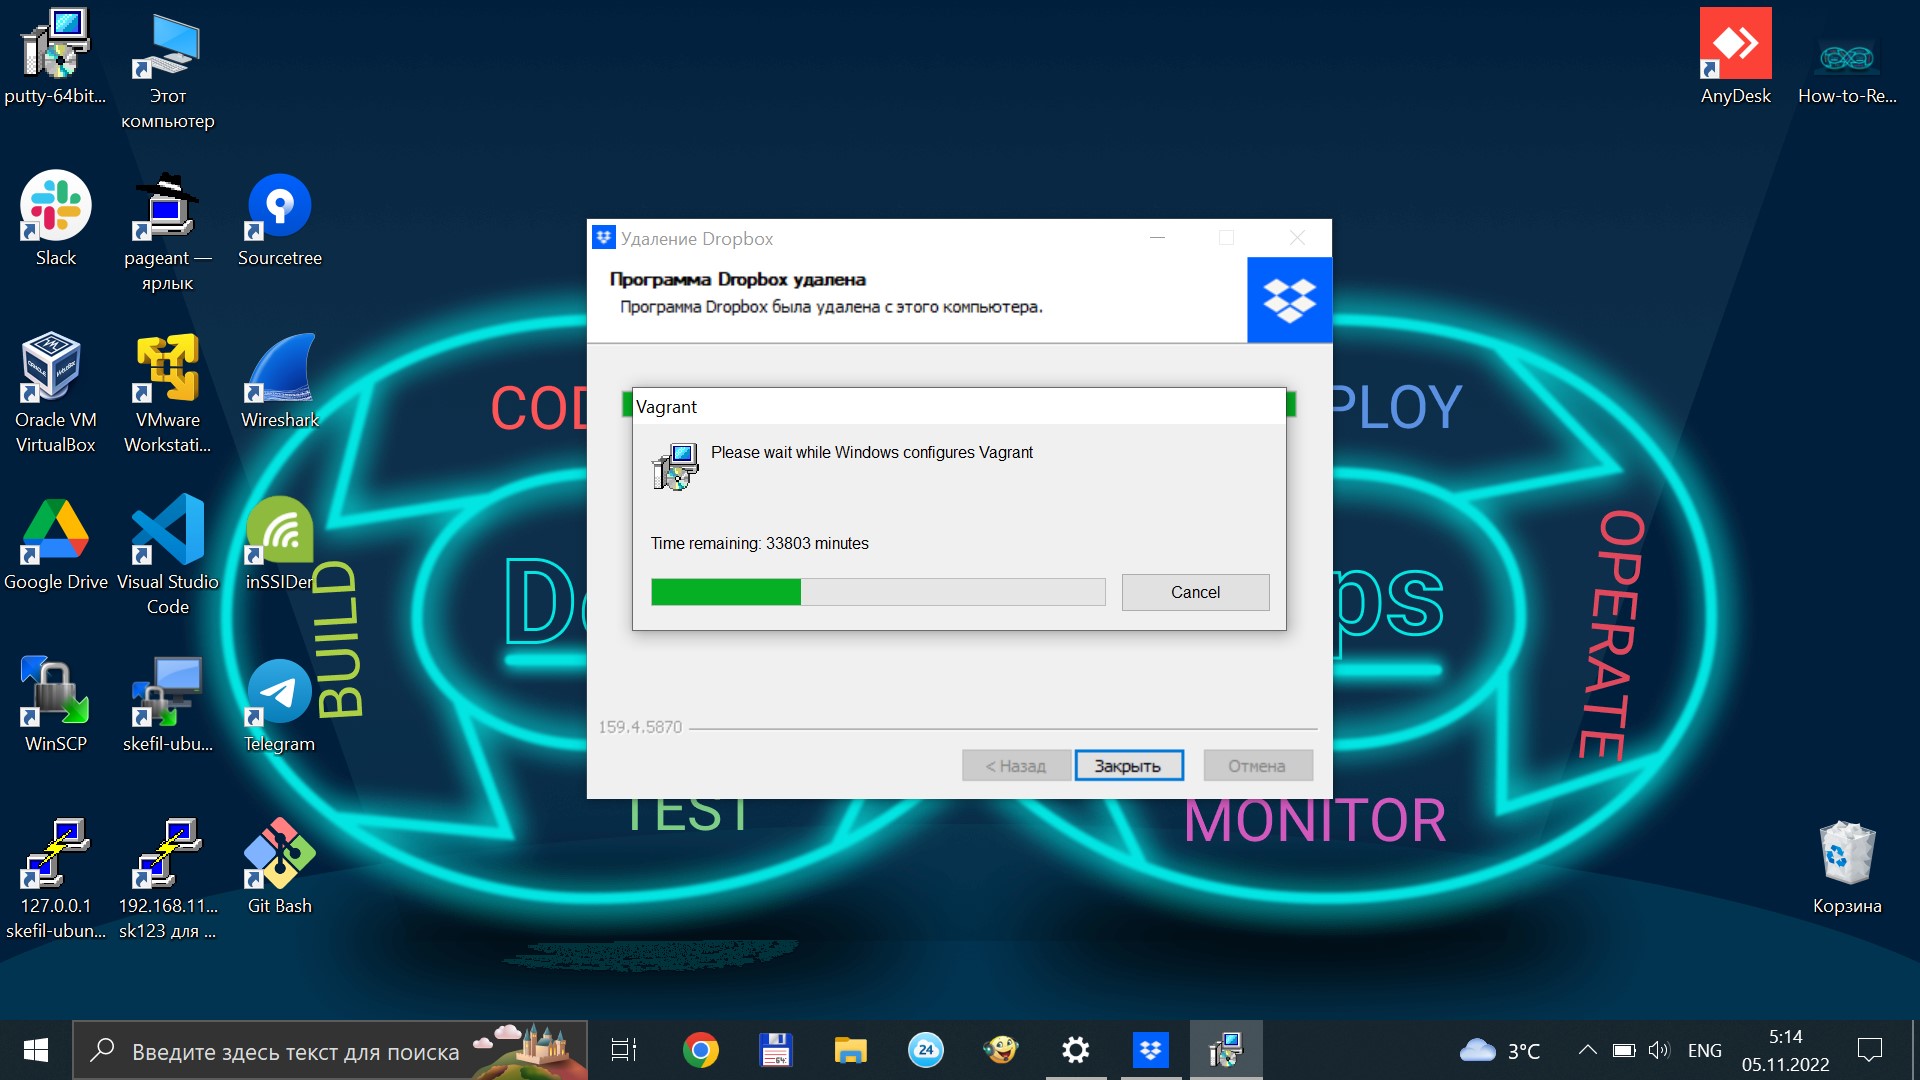 putty-64bit...
Этот
компьютер
AnyDesk
How-to-Re...
Slack
pageant —
ярлык
Sourcetree
Oracle VM
VirtualBox
VMware
Workstati...
Wireshark
Google Drive
Visual Studio
Code
inSSIDer
WinSCP
skefil-ubu...
Telegram
127.0.0.1
skefil-ubun...
192.168.11...
sk123 для ...
Git Bash
Корзина
COD
PLOY
BUILD
D
ps
OPERATE
TEST
MONITOR
Удаление Dropbox
Программа Dropbox удалена
Программа Dropbox была удалена с этого компьютера.
Vagrant
Please wait while Windows configures Vagrant
Time remaining: 33803 minutes
Cancel
159.4.5870
< Назад
Закрыть
Отмена
Введите здесь текст для поиска
64
24
3°C
ENG
5:14
05.11.2022